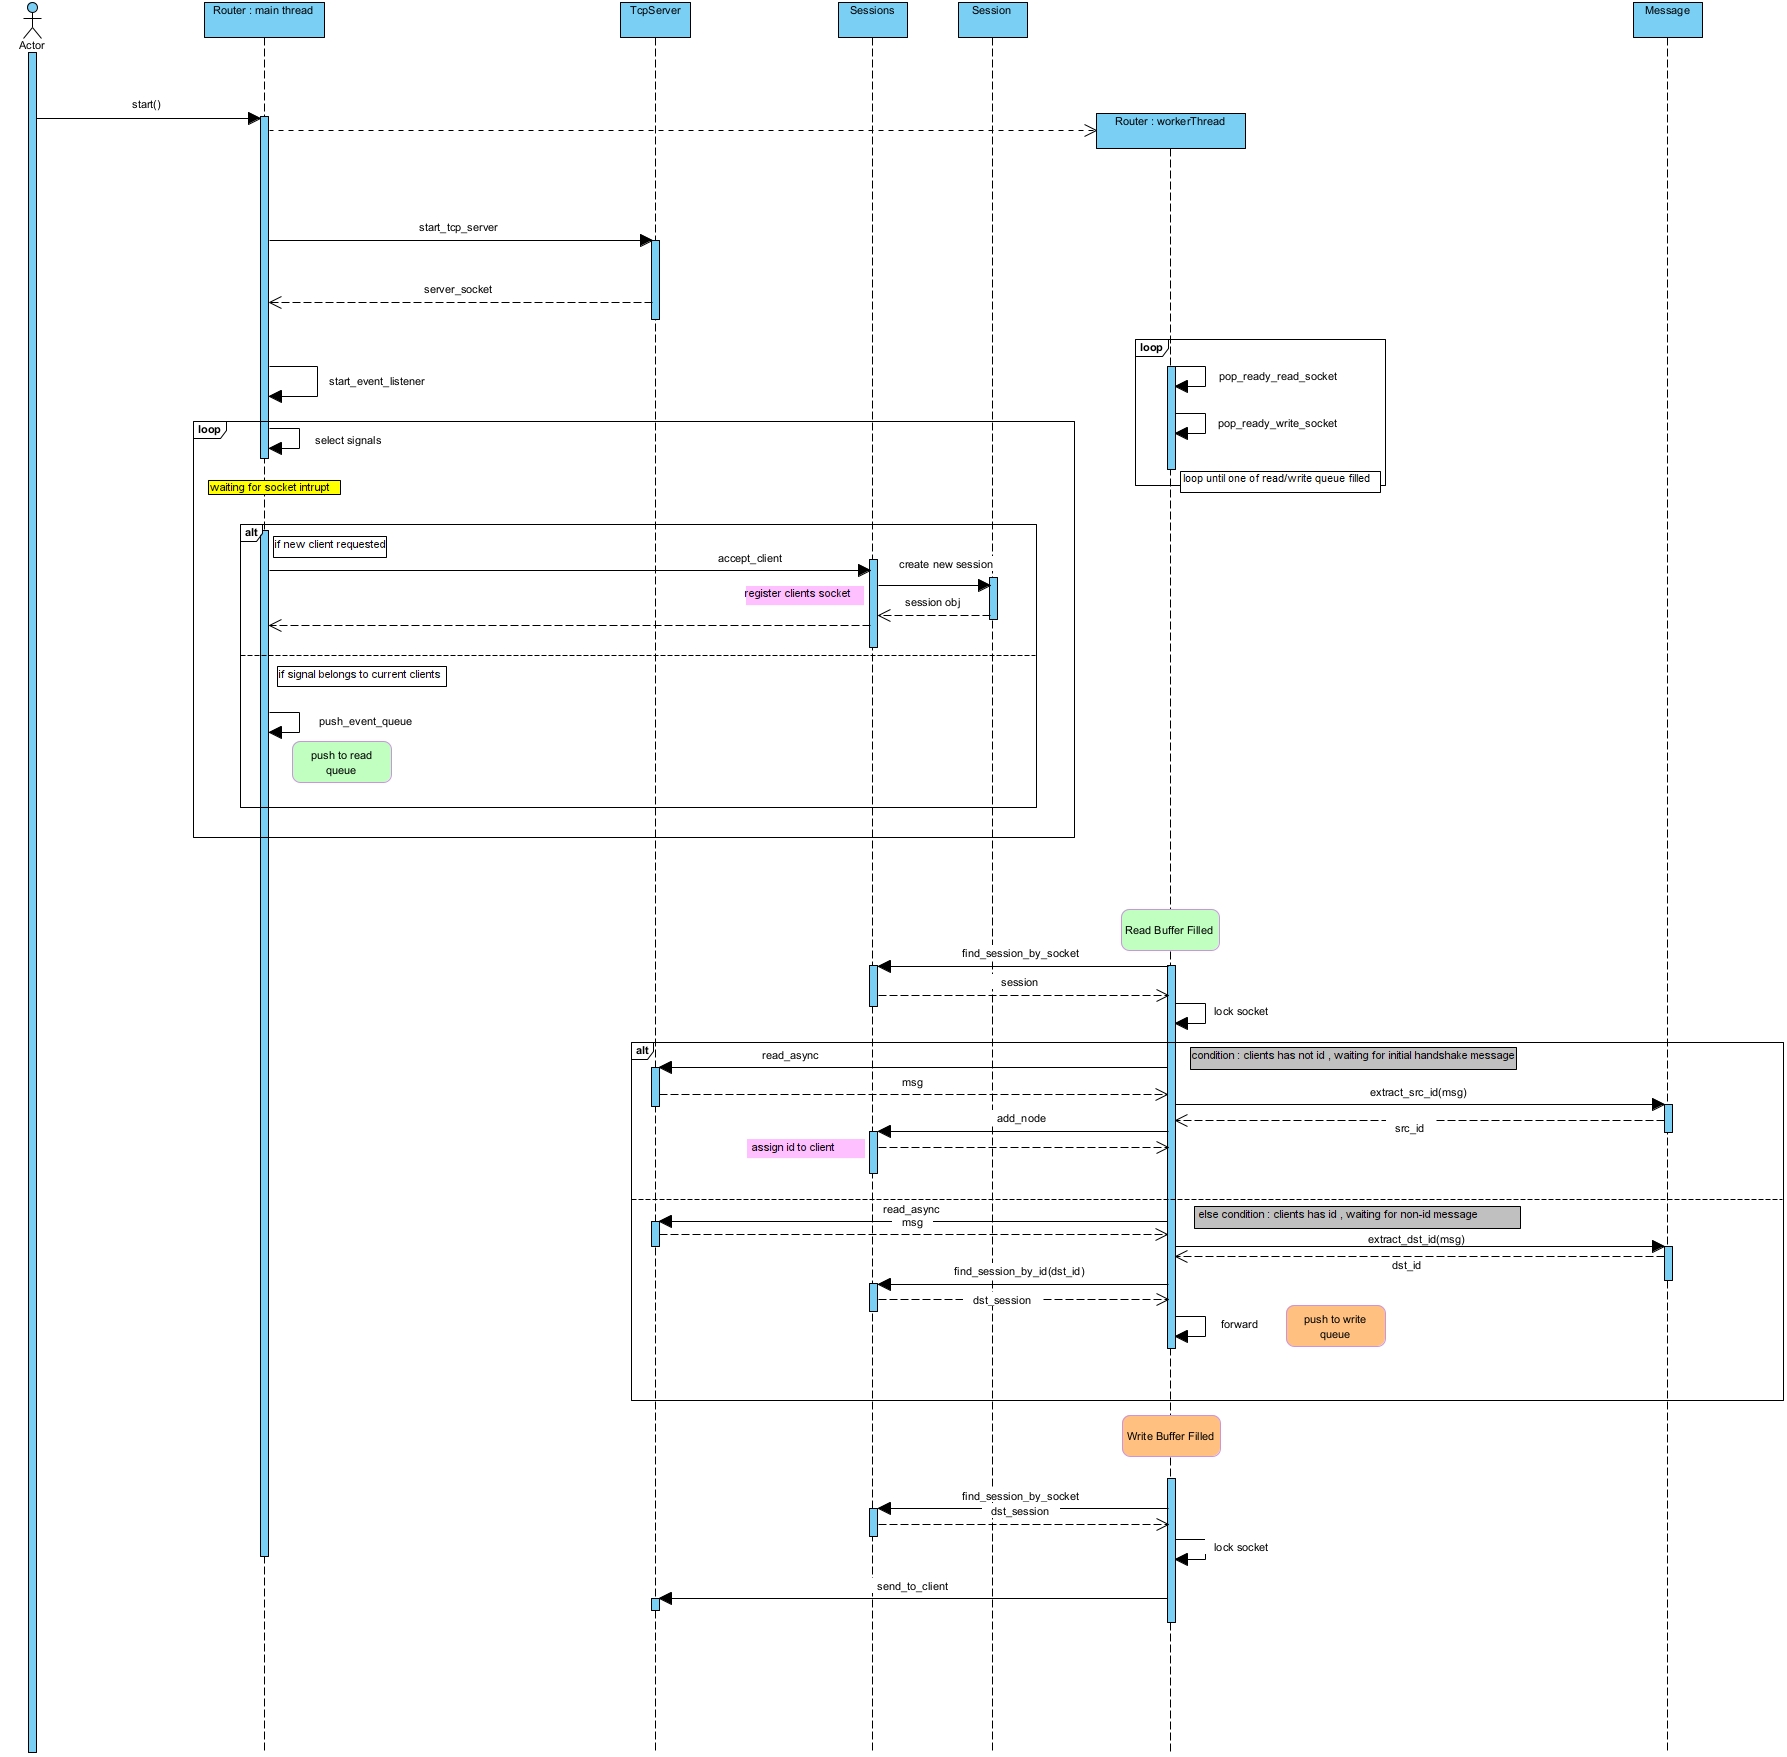 Router : main thread
TcpServer
Sessions
Session
Message
Actor
start()
Router : workerThread
start_tcp_server
server_socket
loop
pop_ready_read_socket
start_event_listener
pop_ready_write_socket
loop
select signals
loop until one of read/write queue filled
waiting for socket intrupt
alt
if new client requested
accept_client
create new session
register clients socket
session obj
if signal belongs to current clients
push_event_queue
push to read
queue
Read Buffer Filled
find_session_by_socket
session
lock socket
alt
read_async
condition : clients has not id , waiting for initial handshake message
msg
extract_src_id(msg)
add_node
src_id
assign id to client
read_async
else condition : clients has id , waiting for non-id message
msg
extract_dst_id(msg)
dst_id
find_session_by_id(dst_id)
dst_session
forward
push to write
queue
Write Buffer Filled
find_session_by_socket
dst_session
lock socket
send_to_client